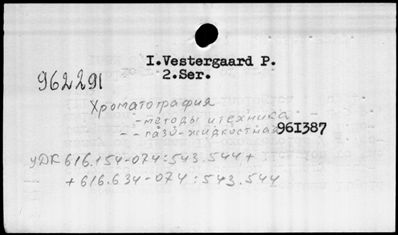 I.Vestergaard P.
2.Ser.
962291
Хроматография
- методы и техника
- - газо-жидкостная 96I387
УДК 616.154-074:543.544 +
+ 616.634-074:543.544